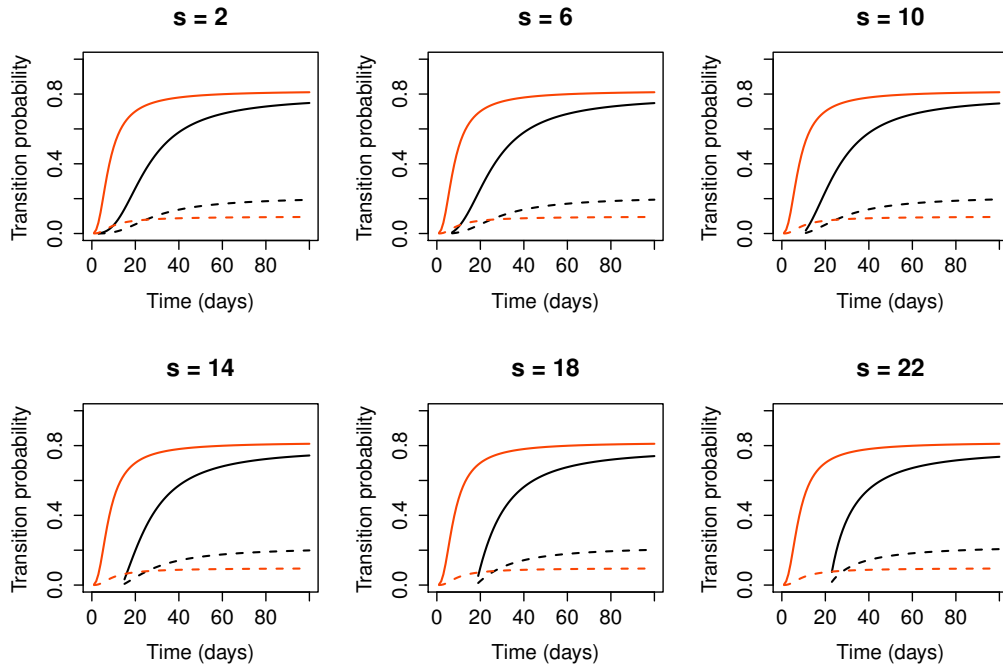 s = 2
s = 6
s = 10
Transition probability
0.0 0.4 0.8
0 20 40 60 80
Time (days)
Transition probability
0.0 0.4 0.8
0 20 40 60 80
Time (days)
Transition probability
0.0 0.4 0.8
0 20 40 60 80
Time (days)
s = 14
s = 18
s = 22
Transition probability
0.0 0.4 0.8
0 20 40 60 80
Time (days)
Transition probability
0.0 0.4 0.8
0 20 40 60 80
Time (days)
Transition probability
0.0 0.4 0.8
0 20 40 60 80
Time (days)